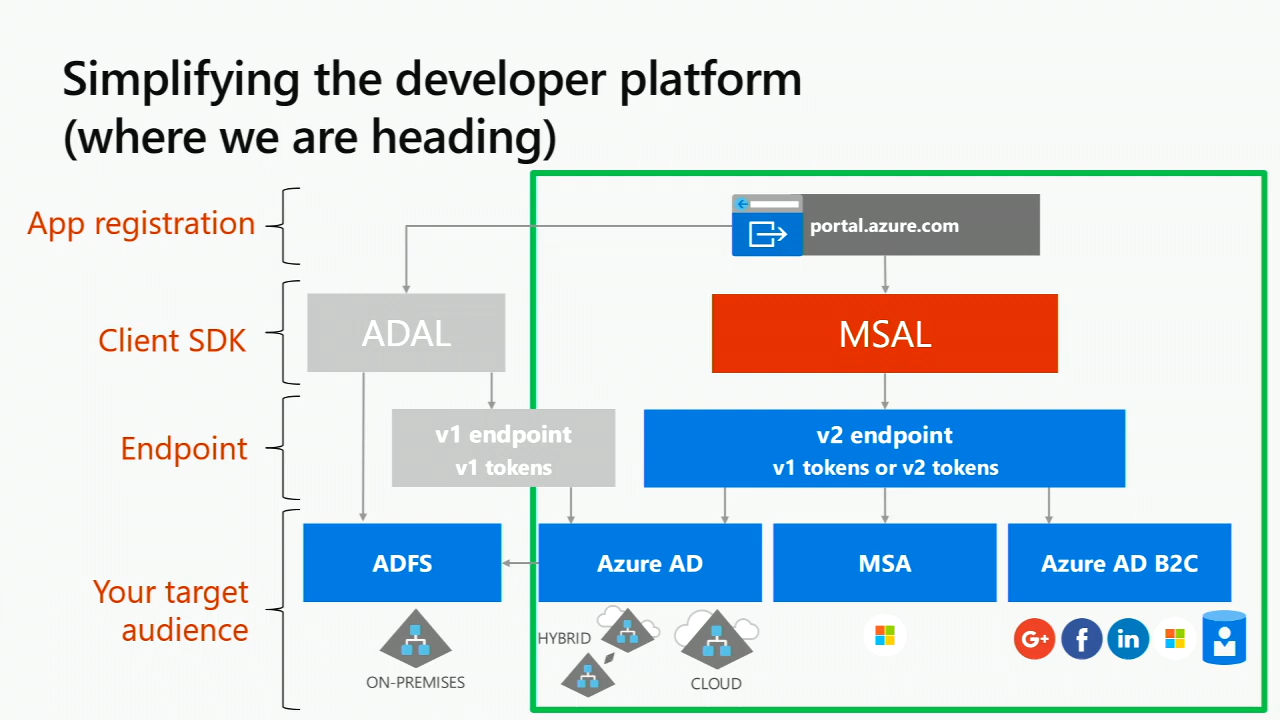 Simplifying the developer platform
(where we are heading)
App registration
portal.azure.com
Client SDK
ADAL
MSAL
Endpoint
v1 endpoint
v1 tokens
v2 endpoint
v1 tokens or v2 tokens
Your target
audience
ADFS
Azure AD
MSA
Azure AD B2C
HYBRID
ON-PREMISES
CLOUD
G+
f
in